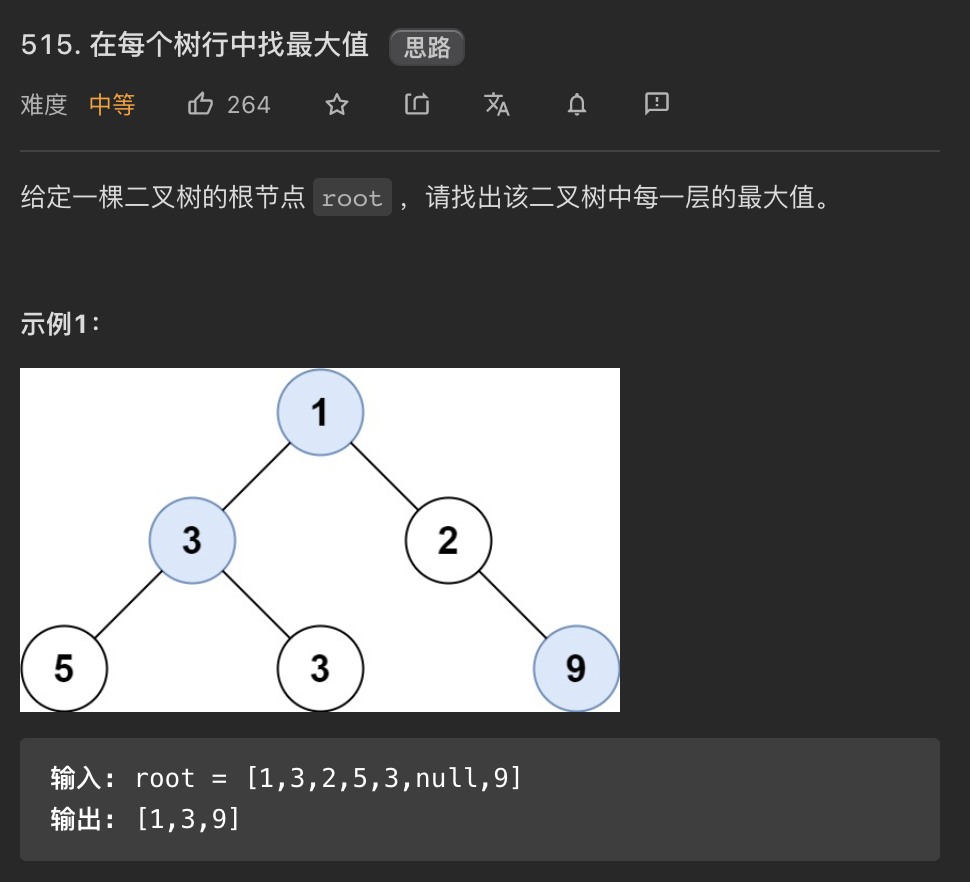 515. 在每个树行中找最大值 思路
难度 中等 264
给定一棵二叉树的根节点 root ，请找出该二叉树中每一层的最大值。
示例1：
1
3 2
5 3 9
输入: root = [1,3,2,5,3,null,9]
输出: [1,3,9]